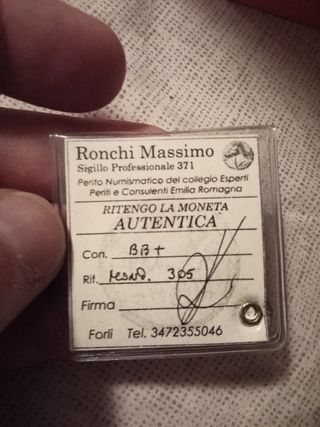 Ronchi Massimo
Sigillo Professionale 371
Perito Numismatico del collegio Esperti
Periti e Consulenti Emilia Romagna
RITENGO LA MONETA
AUTENTICA
Con. BB+
Rif. 305
Firma
Forlì Tel. 3472355046